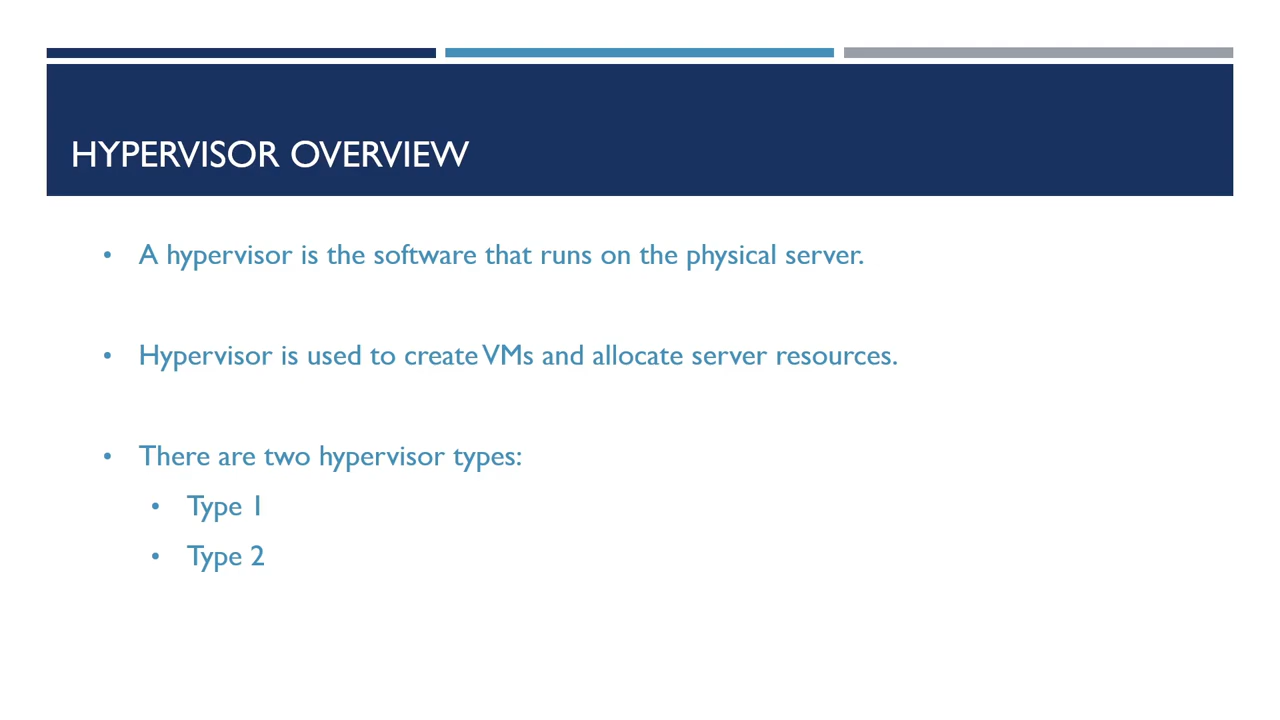 HYPERVISOR OVERVIEW
• A hypervisor is the software that runs on the physical server.
• Hypervisor is used to create VMs and allocate server resources.
• There are two hypervisor types:
• Type 1
• Type 2